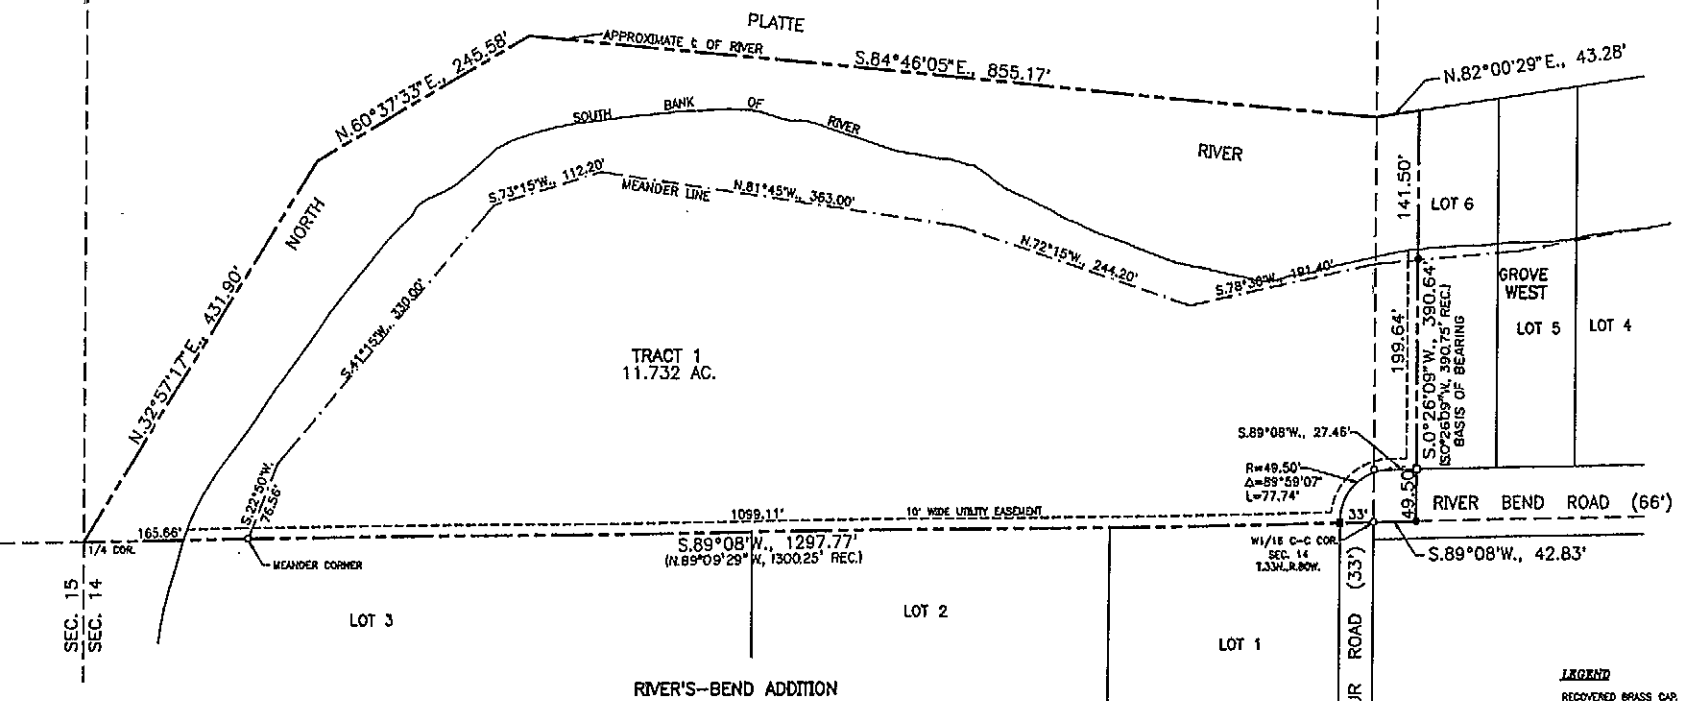 PLATTE
APPROXIMATE ℄ OF RIVER
S.84°46'05"E., 855.17'
N.82°00'29"E., 43.28'
N.60°37'33"E., 245.58'
SOUTH BANK OF RIVER
RIVER
NORTH
S.73°15'W., 112.20'
MEANDER LINE
N.81°45'W., 363.00'
N.72°15'W., 244.20'
S.78°30'W., 191.40'
141.50'
LOT 6
GROVE
WEST
LOT 5
LOT 4
N.32°57'17"E., 431.90'
S.41°15'W., 330.00'
TRACT 1
11.732 AC.
199.64'
S.0°26'09"W., 390.64'
(S.0°26'09"W, 390.75' REC.)
BASIS OF BEARING
S.89°08'W., 27.46'
R=49.50'
Δ=89°59'07"
L=77.74'
49.50'
S.22°50'W.
76.56'
RIVER BEND ROAD (66')
165.66'
1099.11'
10' WIDE UTILITY EASEMENT
33'
1/4 COR.
S.89°08'W., 1297.77'
(N.89°09'29"W, 1300.25' REC.)
MEANDER CORNER
W1/16 C-C COR.
SEC. 14
T.33N.,R.80W.
S.89°08'W., 42.83'
SEC. 15
SEC. 14
LOT 3
LOT 2
LOT 1
UR ROAD (33')
RIVER'S-BEND ADDITION
LEGEND
RECOVERED BRASS CAP